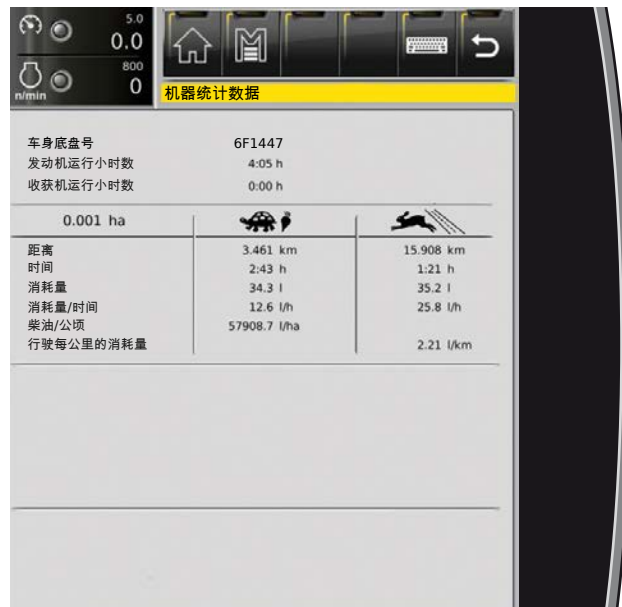 5.0
0.0
800
n/min 0
机器统计数据
车身底盘号 6F1447
发动机运行小时数 4:05 h
收获机运行小时数 0:00 h
0.001 ha
距离 3.461 km 15.908 km
时间 2:43 h 1:21 h
消耗量 34.3 l 35.2 l
消耗量/时间 12.6 l/h 25.8 l/h
柴油/公顷 57908.7 l/ha
行驶每公里的消耗量 2.21 l/km